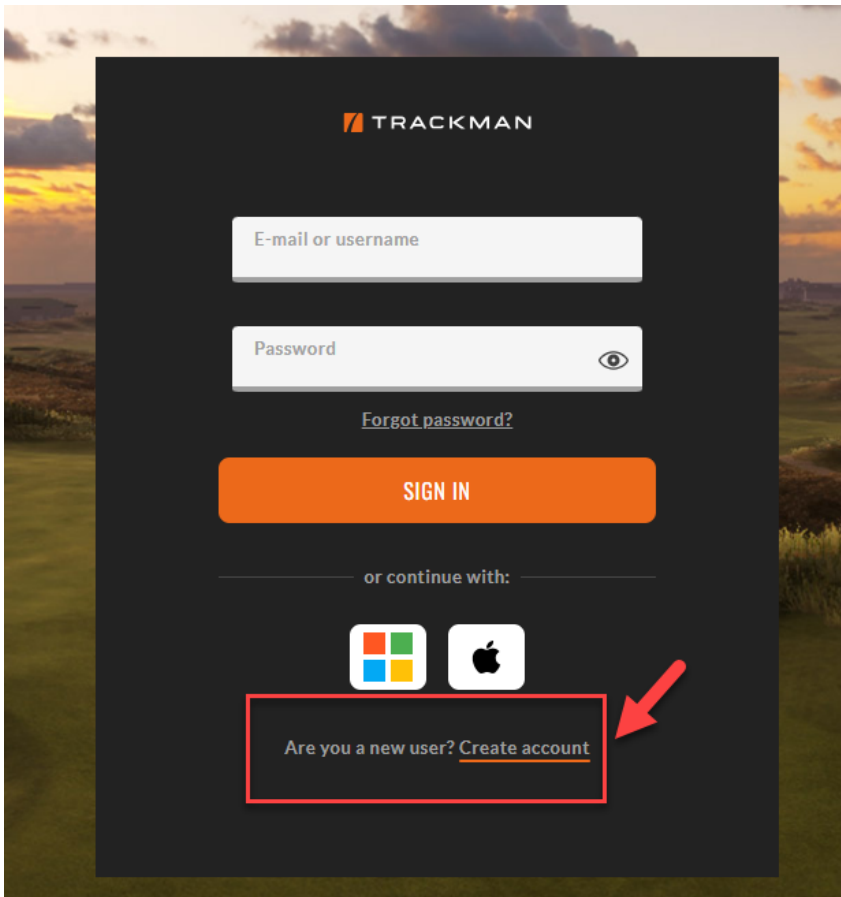 TRACKMAN
E-mail or username
Password
Forgot password?
SIGN IN
or continue with:
Are you a new user? Create account